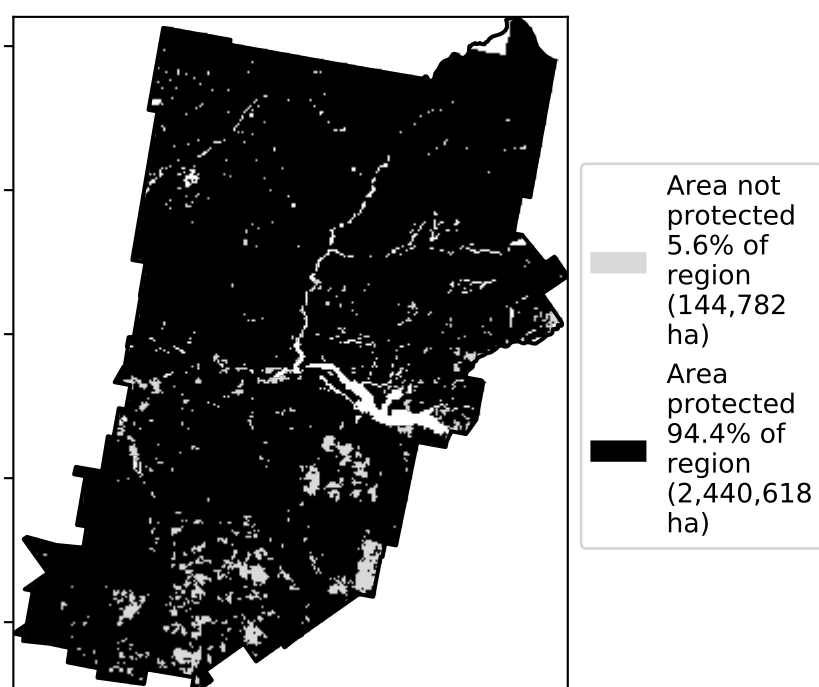 Area not
protected
5.6% of
region
(144,782
ha)
Area
protected
94.4% of
region
(2,440,618
ha)